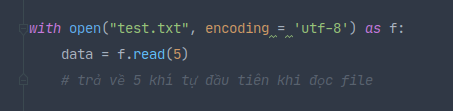 with open("test.txt", encoding = 'utf-8') as f:
data = f.read(5)
# trả về 5 khí tự đầu tiên khi đọc file